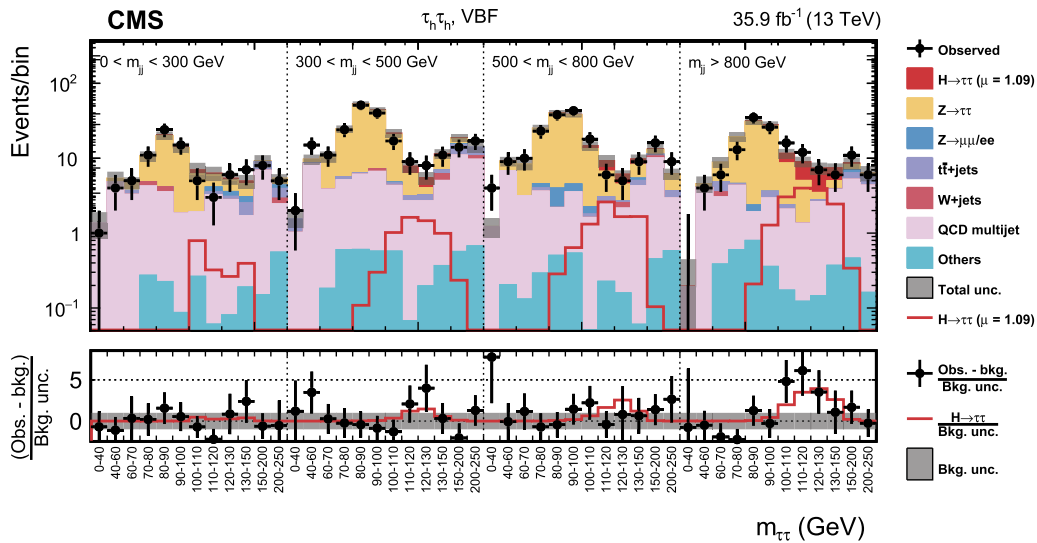 CMS
τhτh, VBF
35.9 fb⁻¹ (13 TeV)
Events/bin
10²
10
1
10⁻¹
0 < mjj < 300 GeV
300 < mjj < 500 GeV
500 < mjj < 800 GeV
mjj > 800 GeV
Observed
H→ττ (μ = 1.09)
Z→ττ
Z→μμ/ee
tt̄+jets
W+jets
QCD multijet
Others
Total unc.
H→ττ (μ = 1.09)
(Obs. - bkg.)
Bkg. unc.
5
0
Obs. - bkg.
Bkg. unc.
H→ττ
Bkg. unc.
Bkg. unc.
0-40 40-60 60-70 70-80 80-90 90-100 100-110 110-120 120-130 130-150 150-200 200-250
0-40 40-60 60-70 70-80 80-90 90-100 100-110 110-120 120-130 130-150 150-200 200-250
0-40 40-60 60-70 70-80 80-90 90-100 100-110 110-120 120-130 130-150 150-200 200-250
0-40 40-60 60-70 70-80 80-90 90-100 100-110 110-120 120-130 130-150 150-200 200-250
mττ (GeV)